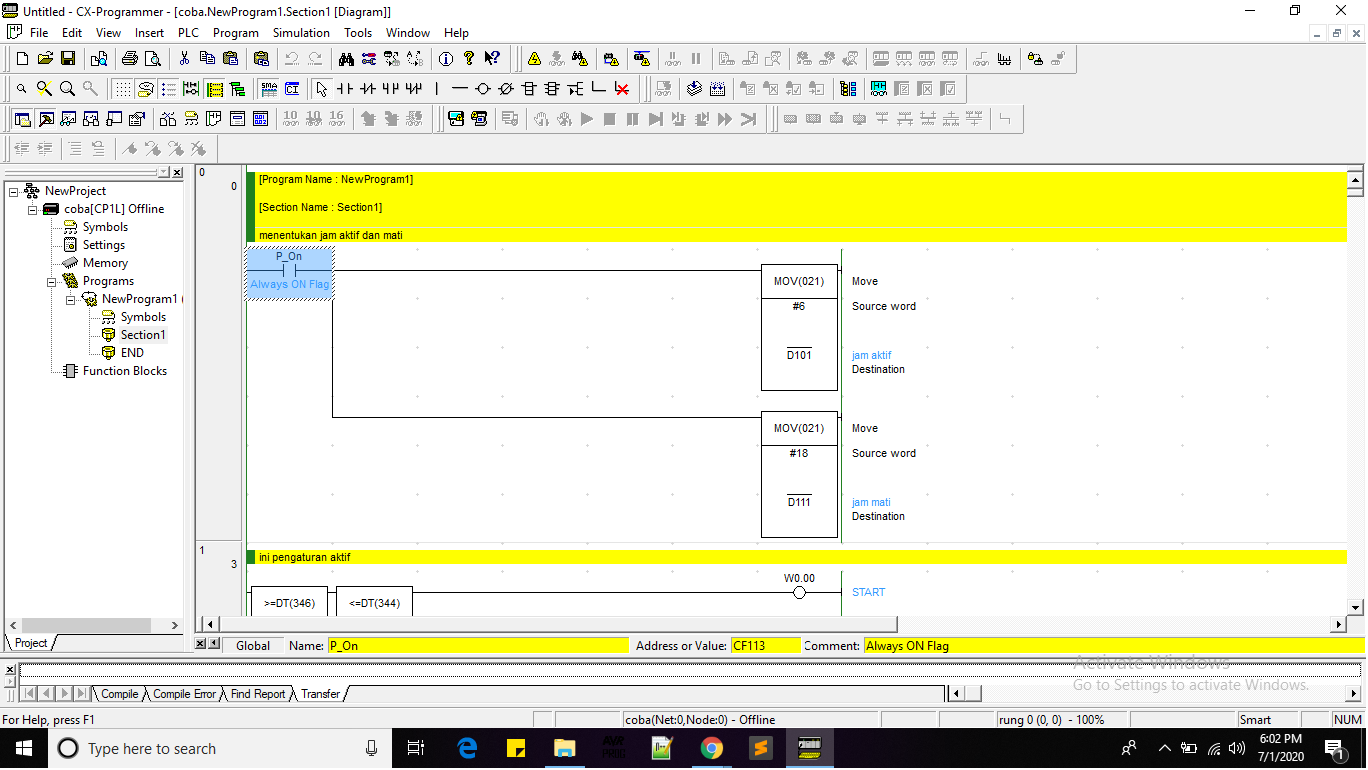 Untitled - CX-Programmer - [coba.NewProgram1.Section1 [Diagram]]
File Edit View Insert PLC Program Simulation Tools Window Help
SMA
CI
10 10 16
NewProject
coba[CP1L] Offline
Symbols
Settings
Memory
Programs
NewProgram1 (
Symbols
Section1
END
Function Blocks
Project
0
0
[Program Name : NewProgram1]
[Section Name : Section1]
menentukan jam aktif dan mati
P_On
Always ON Flag
MOV(021)
Move
#6
Source word
D101
jam aktif
Destination
MOV(021)
Move
#18
Source word
D111
jam mati
Destination
1
3
ini pengaturan aktif
>=DT(346)
<=DT(344)
W0.00
START
Global Name: P_On Address or Value: CF113 Comment: Always ON Flag
Activate Windows
Go to Settings to activate Windows.
Compile Compile Error Find Report Transfer
For Help, press F1
coba(Net:0,Node:0) - Offline
rung 0 (0, 0) - 100%
Smart
NUM
Type here to search
6:02 PM
7/1/2020
1